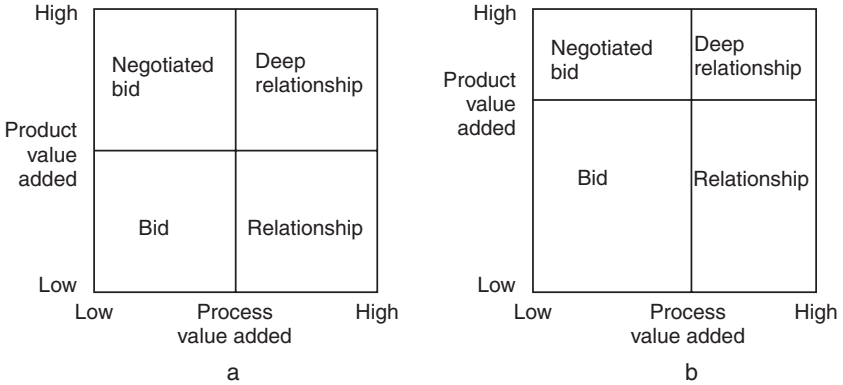 High
Negotiated
bid
Deep
relationship
Product
value
added
Bid
Relationship
Low
Low
Process
value added
High
a
High
Negotiated
bid
Deep
relationship
Product
value
added
Bid
Relationship
Low
Low
Process
value added
High
b